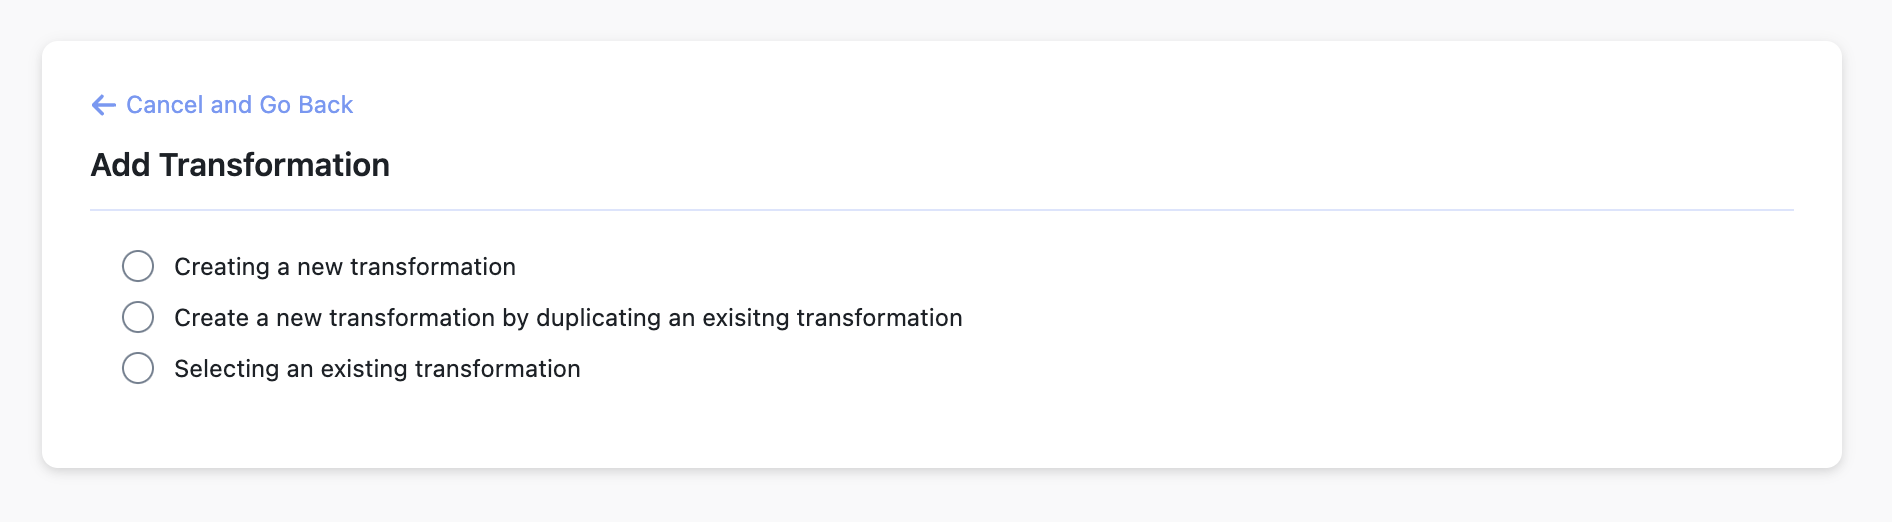 Cancel and Go Back
Add Transformation
Creating a new transformation
Create a new transformation by duplicating an exisitng transformation
Selecting an existing transformation